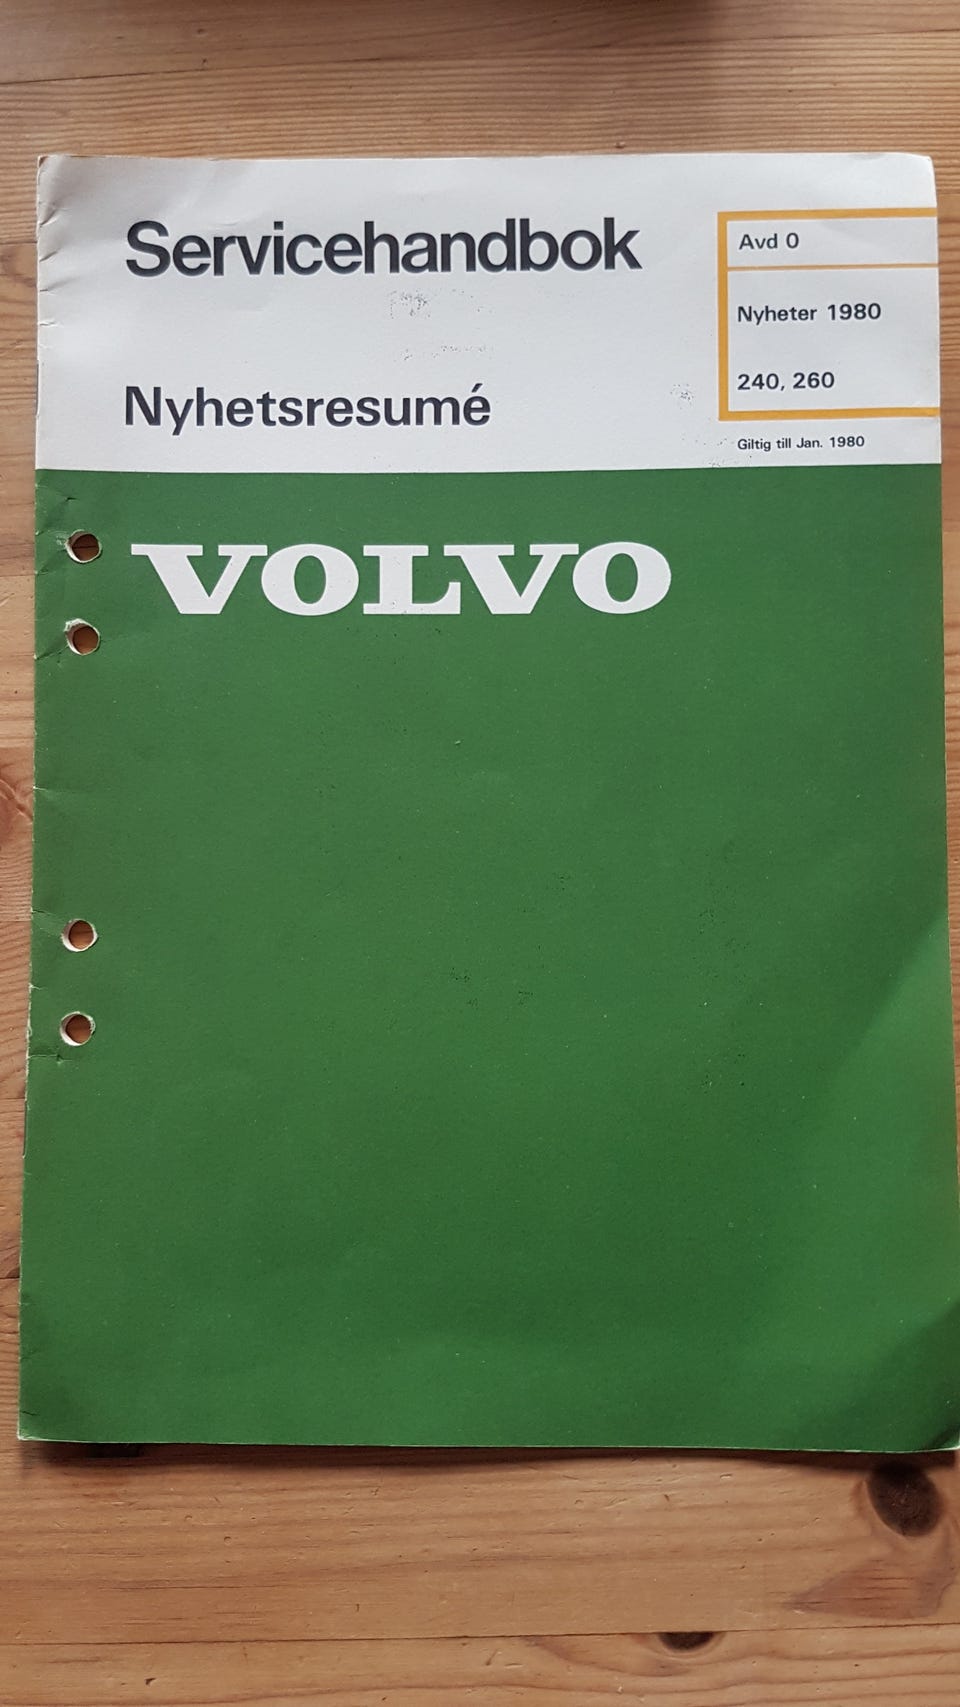 Servicehandbok
Nyhetsresumé
Avd 0
Nyheter 1980
240, 260
Giltig till Jan. 1980
VOLVO